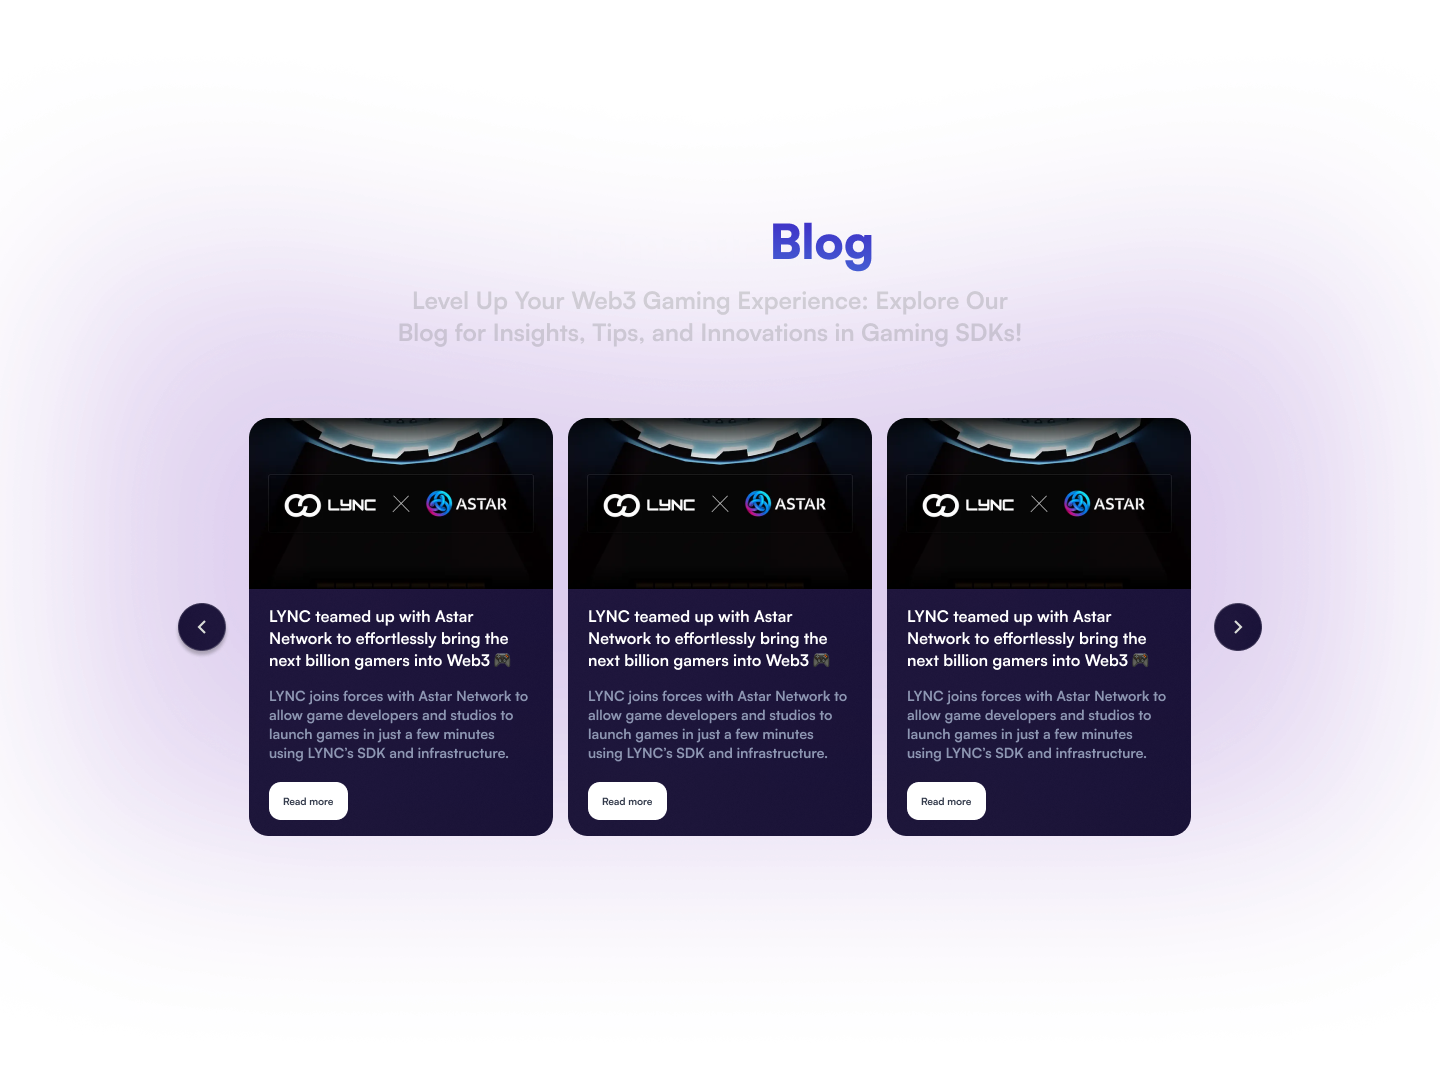 Blog
Level Up Your Web3 Gaming Experience: Explore Our
Blog for Insights, Tips, and Innovations in Gaming SDKs!
LYNC ASTAR
LYNC teamed up with Astar
Network to effortlessly bring the
next billion gamers into Web3 🎮
LYNC joins forces with Astar Network to
allow game developers and studios to
launch games in just a few minutes
using LYNC's SDK and infrastructure.
Read more
LYNC ASTAR
LYNC teamed up with Astar
Network to effortlessly bring the
next billion gamers into Web3 🎮
LYNC joins forces with Astar Network to
allow game developers and studios to
launch games in just a few minutes
using LYNC's SDK and infrastructure.
Read more
LYNC ASTAR
LYNC teamed up with Astar
Network to effortlessly bring the
next billion gamers into Web3 🎮
LYNC joins forces with Astar Network to
allow game developers and studios to
launch games in just a few minutes
using LYNC's SDK and infrastructure.
Read more